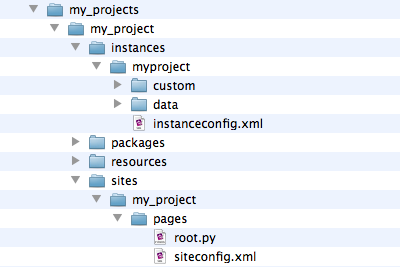 my_projects
my_project
instances
myproject
custom
data
instanceconfig.xml
packages
resources
sites
my_project
pages
root.py
siteconfig.xml